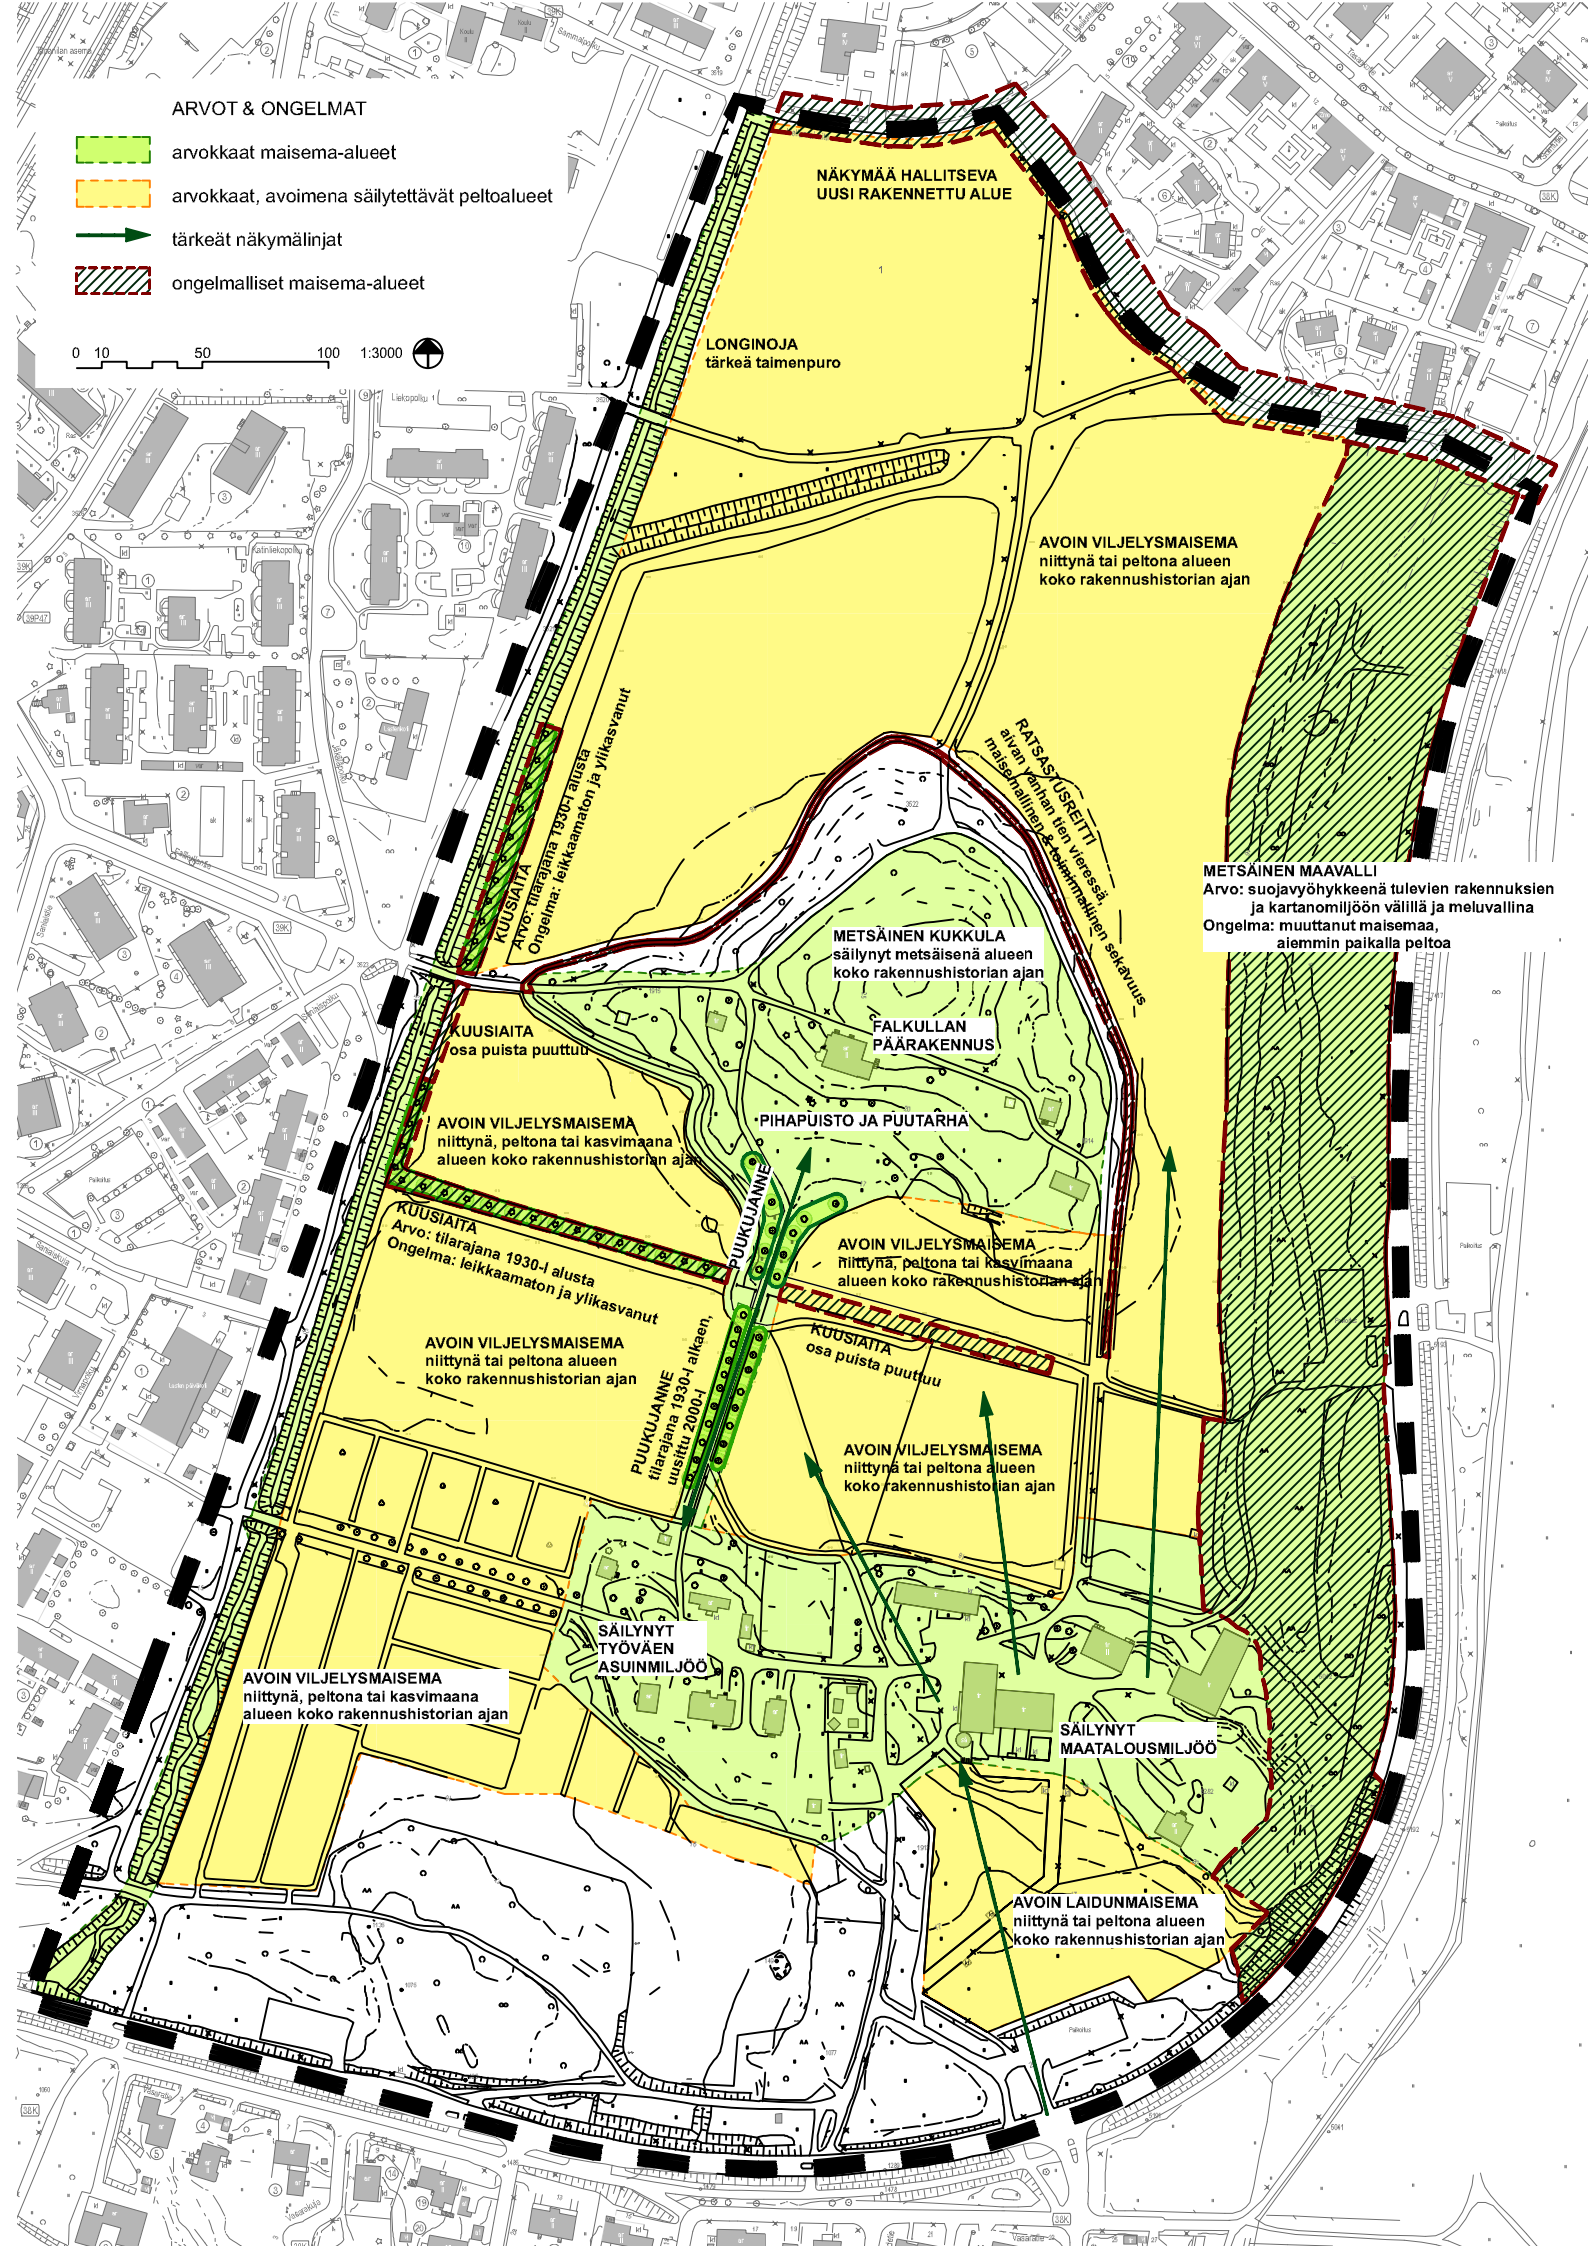 ARVOT & ONGELMAT
arvokkaat maisema-alueet
arvokkaat, avoimena säilytettävät peltoalueet
tärkeät näkymälinjat
ongelmalliset maisema-alueet
0 10 50 100 1:3000
NÄKYMÄÄ HALLITSEVA
UUSI RAKENNETTU ALUE
LONGINOJA
tärkeä taimenpuro
AVOIN VILJELYSMAISEMA
niittynä tai peltona alueen
koko rakennushistorian ajan
KUUSIAITA
Arvo: tilarajana 1930-l alusta
Ongelma: leikkaamaton ja ylikasvanut
RATSASTUSREITTI
aivan vanhan tien vieressä,
maisemallinen & toiminnallinen sekavuus
METSÄINEN MAAVALLI
Arvo: suojavyöhykkeenä tulevien rakennuksien
ja kartanomiljöön välillä ja meluvallina
Ongelma: muuttanut maisemaa,
aiemmin paikalla peltoa
METSÄINEN KUKKULA
säilynyt metsäisenä alueen
koko rakennushistorian ajan
FALKULLAN
PÄÄRAKENNUS
KUUSIAITA
osa puista puuttuu
PIHAPUISTO JA PUUTARHA
AVOIN VILJELYSMAISEMA
niittynä, peltona tai kasvimaana
alueen koko rakennushistorian ajan
PUUKUJANNE
KUUSIAITA
Arvo: tilarajana 1930-l alusta
Ongelma: leikkaamaton ja ylikasvanut
AVOIN VILJELYSMAISEMA
niittynä, peltona tai kasvimaana
alueen koko rakennushistorian ajan
KUUSIAITA
osa puista puuttuu
AVOIN VILJELYSMAISEMA
niittynä tai peltona alueen
koko rakennushistorian ajan
PUUKUJANNE
tilarajana 1930-l alkaen,
uusittu 2000-l
AVOIN VILJELYSMAISEMA
niittynä tai peltona alueen
koko rakennushistorian ajan
SÄILYNYT
TYÖVÄEN
ASUINMILJÖÖ
AVOIN VILJELYSMAISEMA
niittynä, peltona tai kasvimaana
alueen koko rakennushistorian ajan
SÄILYNYT
MAATALOUSMILJÖÖ
AVOIN LAIDUNMAISEMA
niittynä tai peltona alueen
koko rakennushistorian ajan
Liekopolku
Katinliekopolku
39P47
39K
38K
Paikoitus